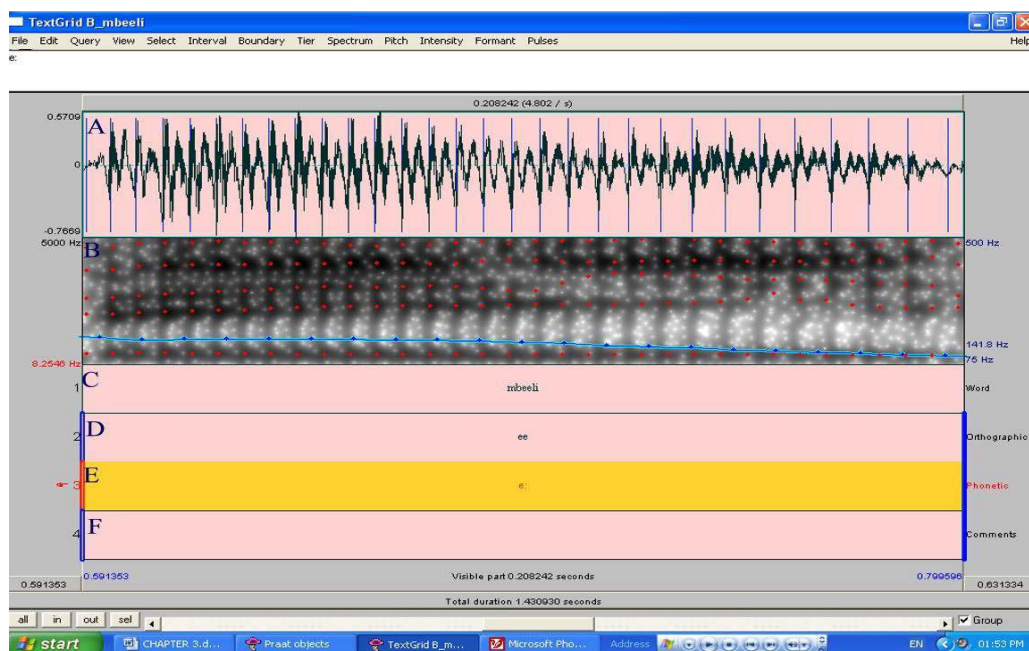 TextGrid B_mbeeli
File Edit Query View Select Interval Boundary Tier Spectrum Pitch Intensity Formant Pulses Help
e:
0.208242 (4.802 / s)
0.5709
A
0
-0.7669
5000 Hz
B
500 Hz
141.8 Hz
8.2546 Hz
75 Hz
1 C mbeeli Word
2 D ee Orthographic
3 E e: Phonetic
4 F Comments
0.591353 0.591353 Visible part 0.208242 seconds 0.799596 0.631334
Total duration 1.430930 seconds
all in out sel Group
start CHAPTER 3.d... Praat objects TextGrid B_m... Microsoft Pho... Address EN 01:53 PM